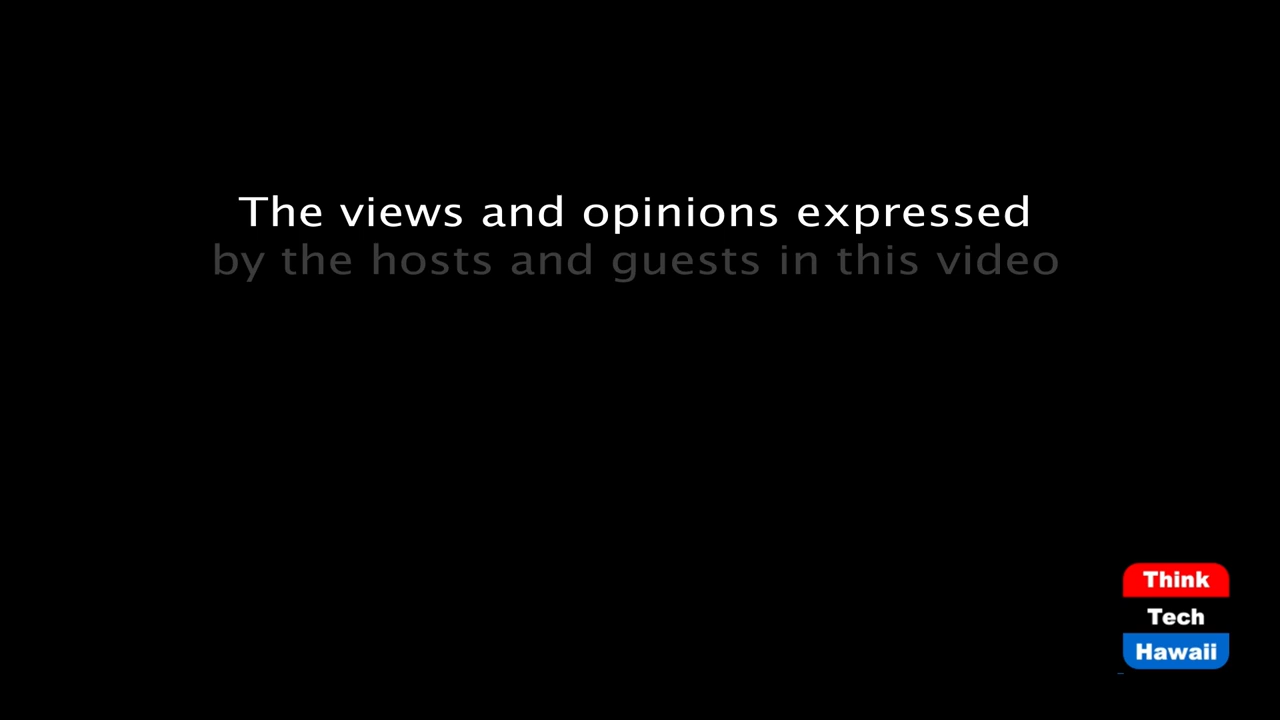 The views and opinions expressed
by the hosts and guests in this video
Think
Tech
Hawaii